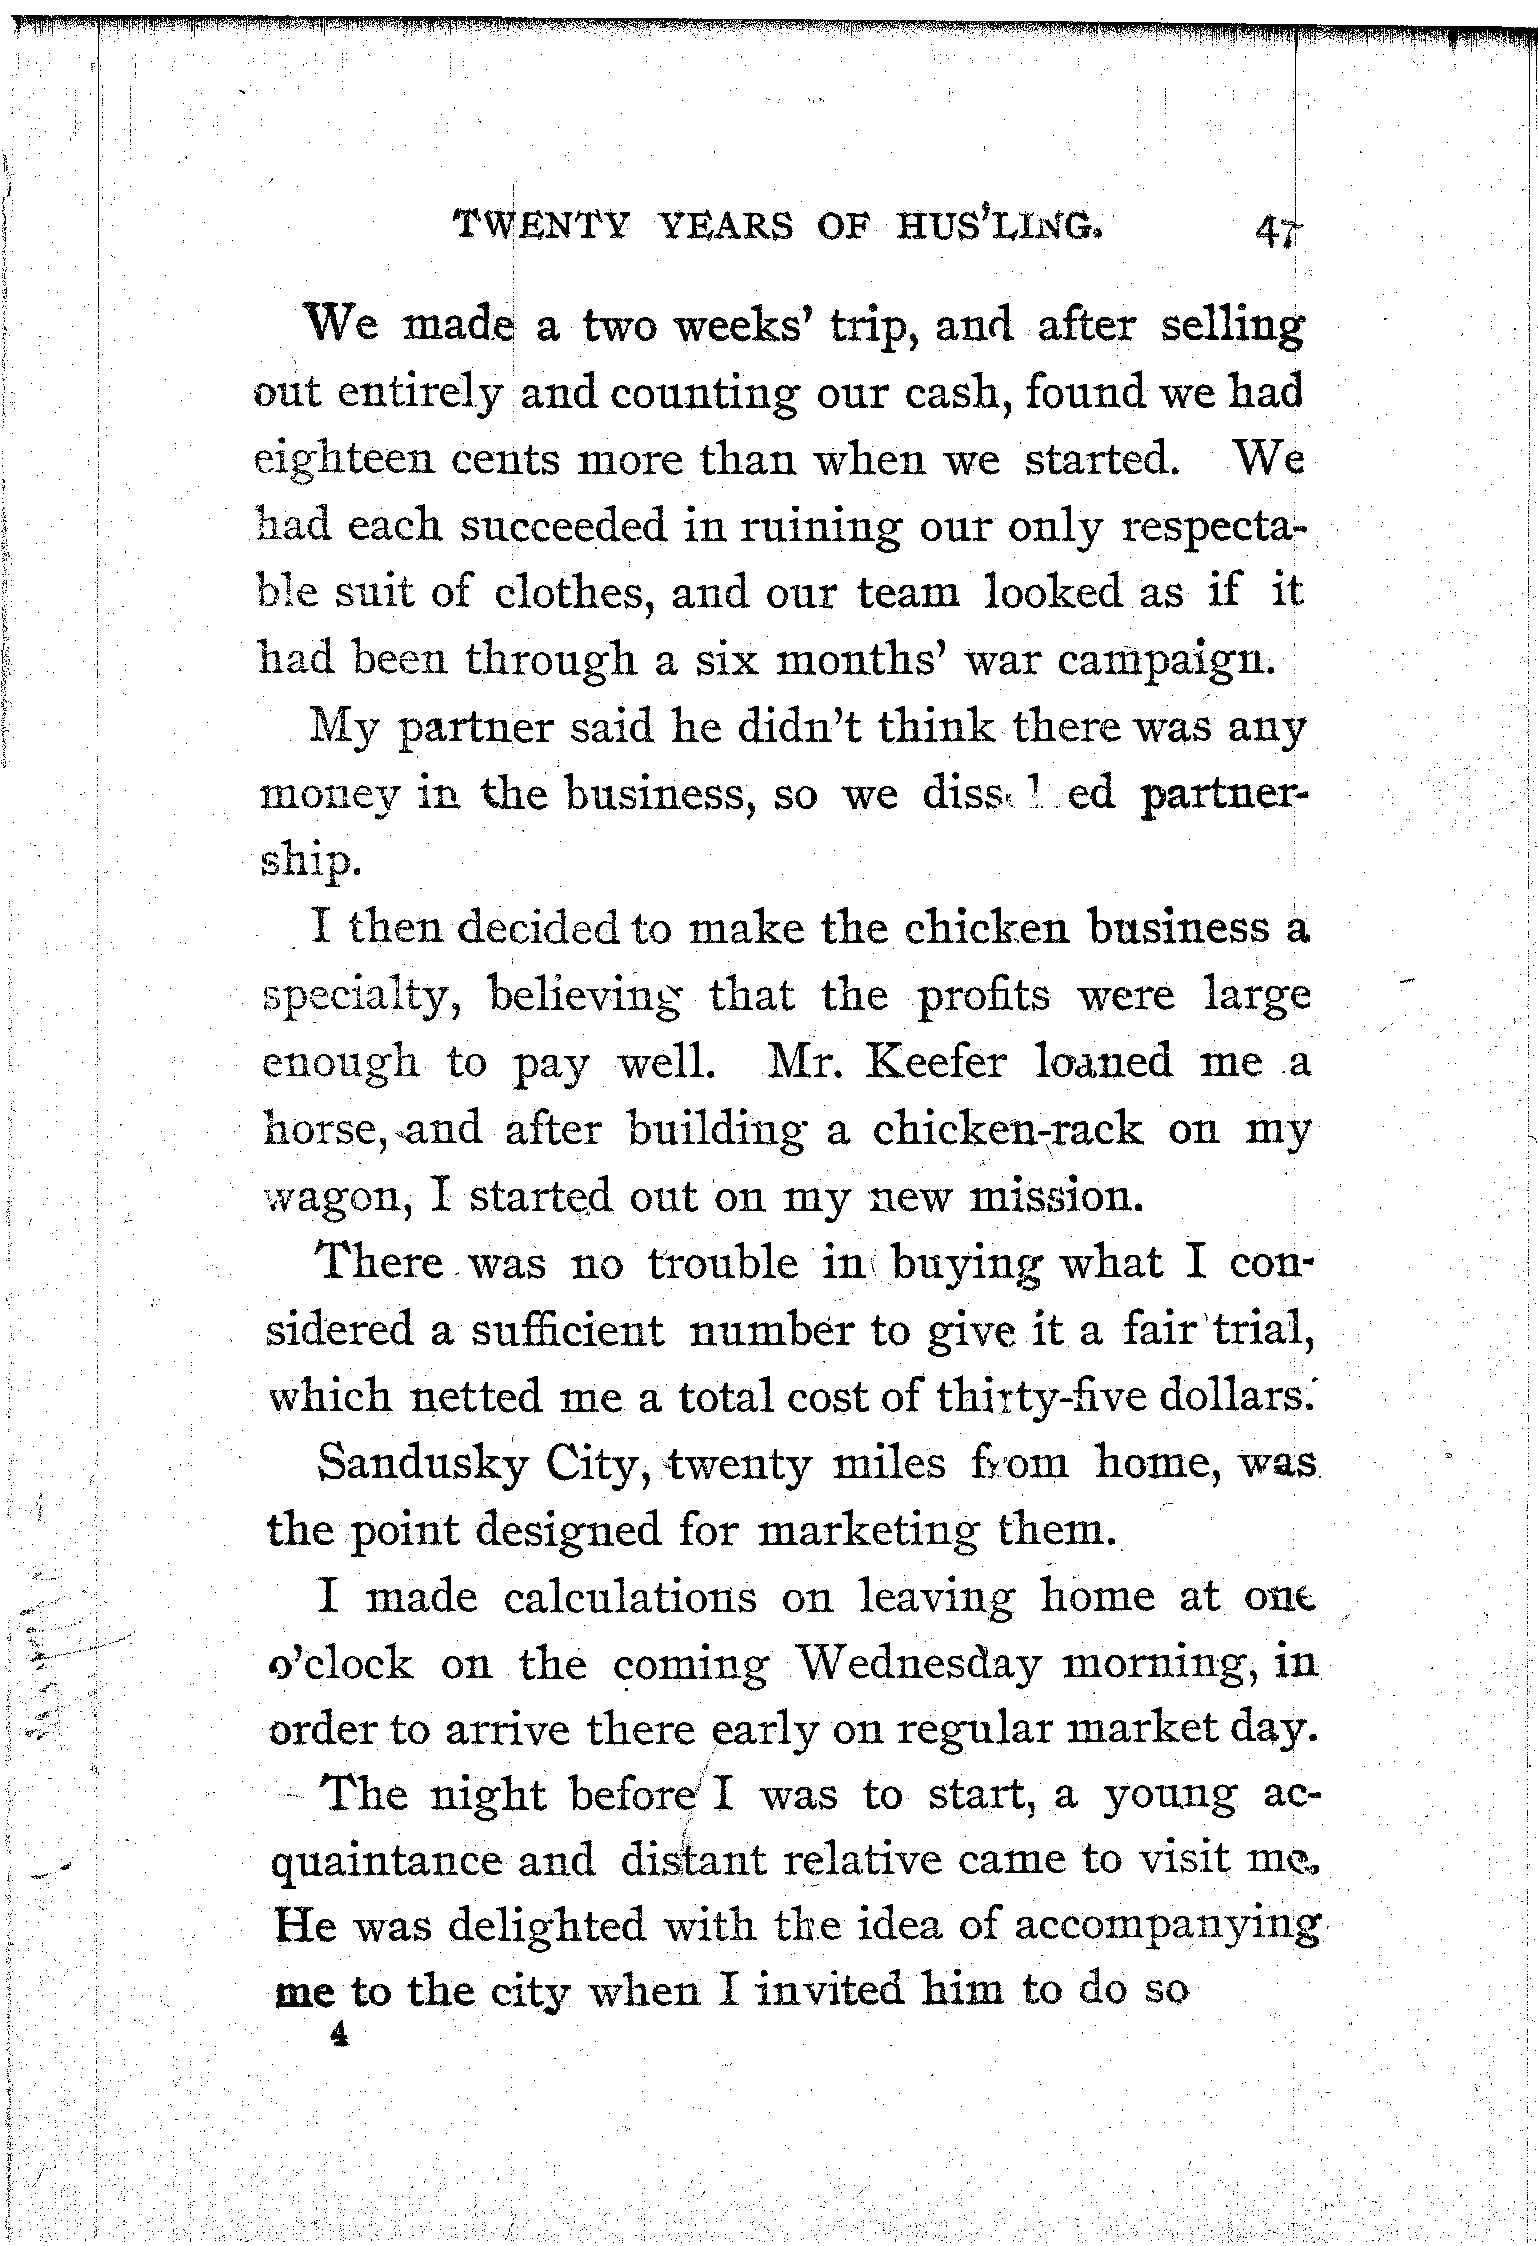 TWENTY YEARS OF HUS'LING. 47
We made a two weeks' trip, and after selling
out entirely and counting our cash, found we had
eighteen cents more than when we started. We
had each succeeded in ruining our only respecta-
ble suit of clothes, and our team looked as if it
had been through a six months' war campaign.
My partner said he didn't think there was any
money in the business, so we partner-
ship.
I then decided to make the chicken business a
specialty, believing that the profits were large
enough to pay well. Mr. Keefer loaned me a
horse, and after building a chicken-rack on my
wagon, I started out on my new mission.
There was no trouble in buying what I con-
sidered a sufficient number to give it a fair trial,
which netted me a total cost of thirty-five dollars.
Sandusky City, twenty miles from home, was
the point designed for marketing them.
I made calculations on leaving home at one
o'clock on the coming Wednesday morning, in
order to arrive there early on regular market day.
The night before I was to start, a young ac-
quaintance and distant relative came to visit me.
He was delighted with the idea of accompanying
me to the city when I invited him to do so
4